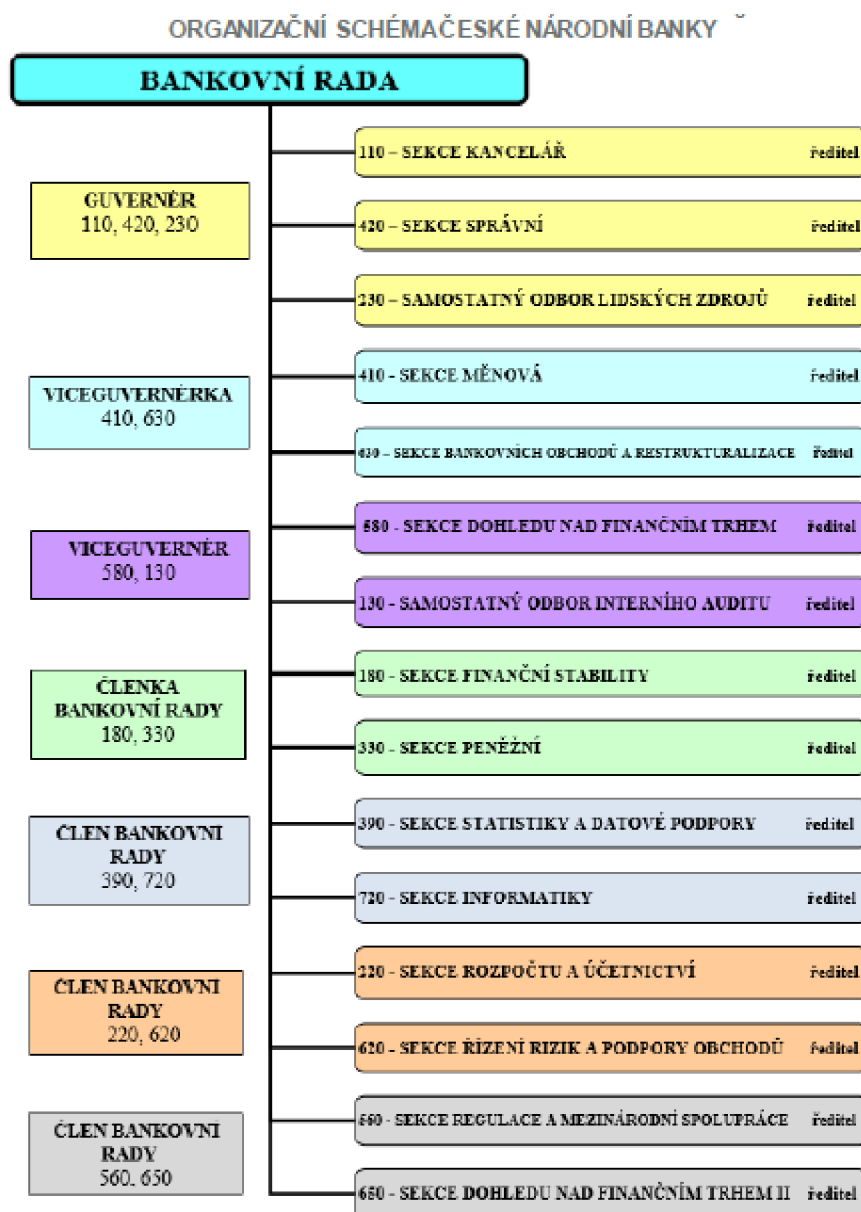 ORGANIZAČNÍ SCHÉMA ČESKÉ NÁRODNÍ BANKY
BANKOVNÍ RADA
GUVERNÉR
110, 420, 230
110 – SEKCE KANCELÁŘ ředitel
420 – SEKCE SPRÁVNÍ ředitel
230 – SAMOSTATNÝ ODBOR LIDSKÝCH ZDROJŮ ředitel
VICEGUVERNÉRKA
410, 630
410 - SEKCE MĚNOVÁ ředitel
630 – SEKCE BANKOVNÍCH OBCHODŮ A RESTRUKTURALIZACE ředitel
VICEGUVERNÉR
580, 130
580 - SEKCE DOHLEDU NAD FINANČNÍM TRHEM ředitel
130 - SAMOSTATNÝ ODBOR INTERNÍHO AUDITU ředitel
ČLENKA
BANKOVNÍ RADY
180, 330
180 - SEKCE FINANČNÍ STABILITY ředitel
330 - SEKCE PENĚŽNÍ ředitel
ČLEN BANKOVNÍ
RADY
390, 720
390 - SEKCE STATISTIKY A DATOVÉ PODPORY ředitel
720 - SEKCE INFORMATIKY ředitel
ČLEN BANKOVNÍ
RADY
220, 620
220 - SEKCE ROZPOČTU A ÚČETNICTVÍ ředitel
620 - SEKCE ŘÍZENÍ RIZIK A PODPORY OBCHODŮ ředitel
ČLEN BANKOVNÍ
RADY
560, 650
560 - SEKCE REGULACE A MEZINÁRODNÍ SPOLUPRÁCE ředitel
650 - SEKCE DOHLEDU NAD FINANČNÍM TRHEM II ředitel